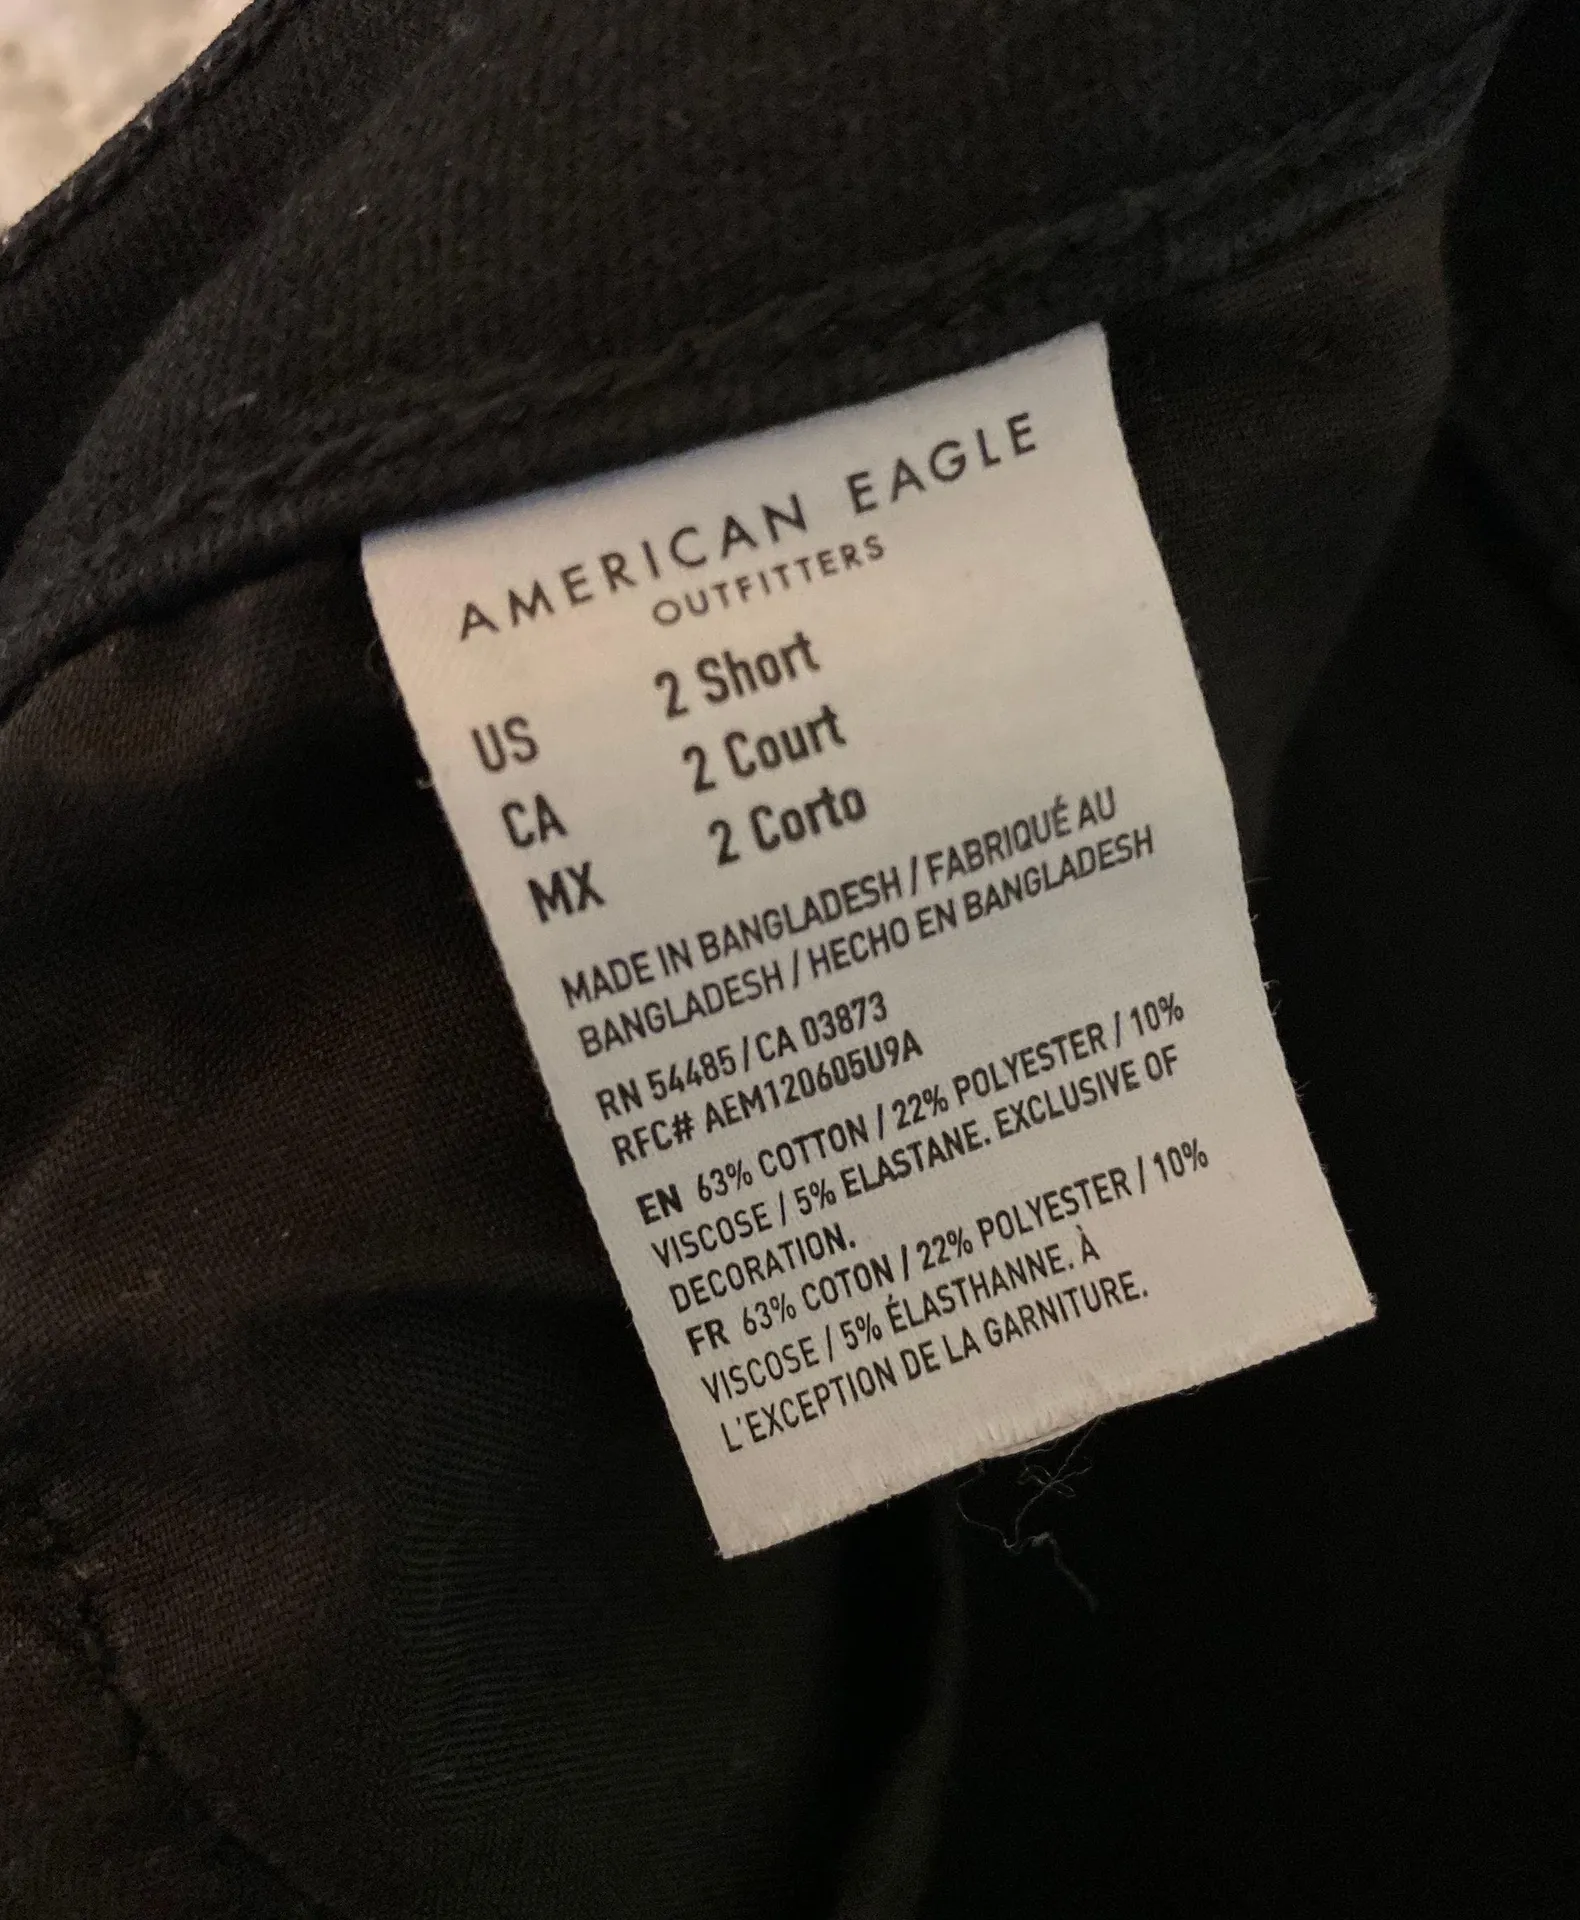 AMERICAN EAGLE
OUTFITTERS
US 2 Short
CA 2 Court
MX 2 Corto
MADE IN BANGLADESH / FABRIQUÉ AU
BANGLADESH / HECHO EN BANGLADESH
RN 54485 / CA 03873
RFC# AEM120605U9A
EN 63% COTTON / 22% POLYESTER / 10%
VISCOSE / 5% ELASTANE. EXCLUSIVE OF
DECORATION.
FR 63% COTON / 22% POLYESTER / 10%
VISCOSE / 5% ÉLASTHANNE. À
L'EXCEPTION DE LA GARNITURE.